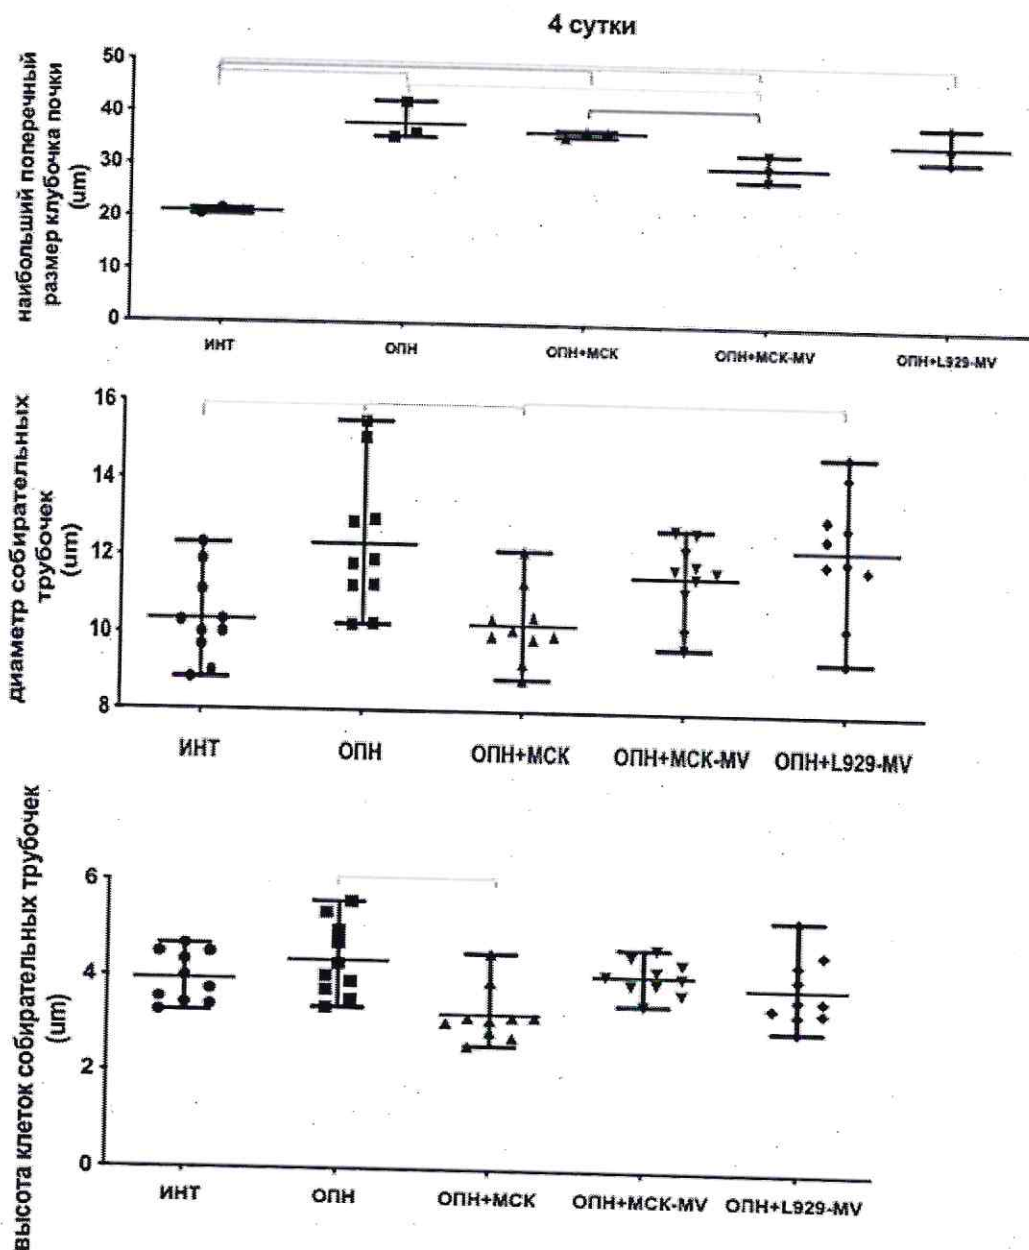 4 сутки
наибольший поперечный
размер клубочка почки
(um)
50
40
30
20
10
0
ИНТ
ОПН
ОПН+МСК
ОПН+МСК-MV
ОПН+L929-MV
диаметр собирательных
трубочек
(um)
16
14
12
10
8
ИНТ
ОПН
ОПН+МСК
ОПН+МСК-MV
ОПН+L929-MV
высота клеток собирательных трубочек
(um)
6
4
2
0
ИНТ
ОПН
ОПН+МСК
ОПН+МСК-MV
ОПН+L929-MV